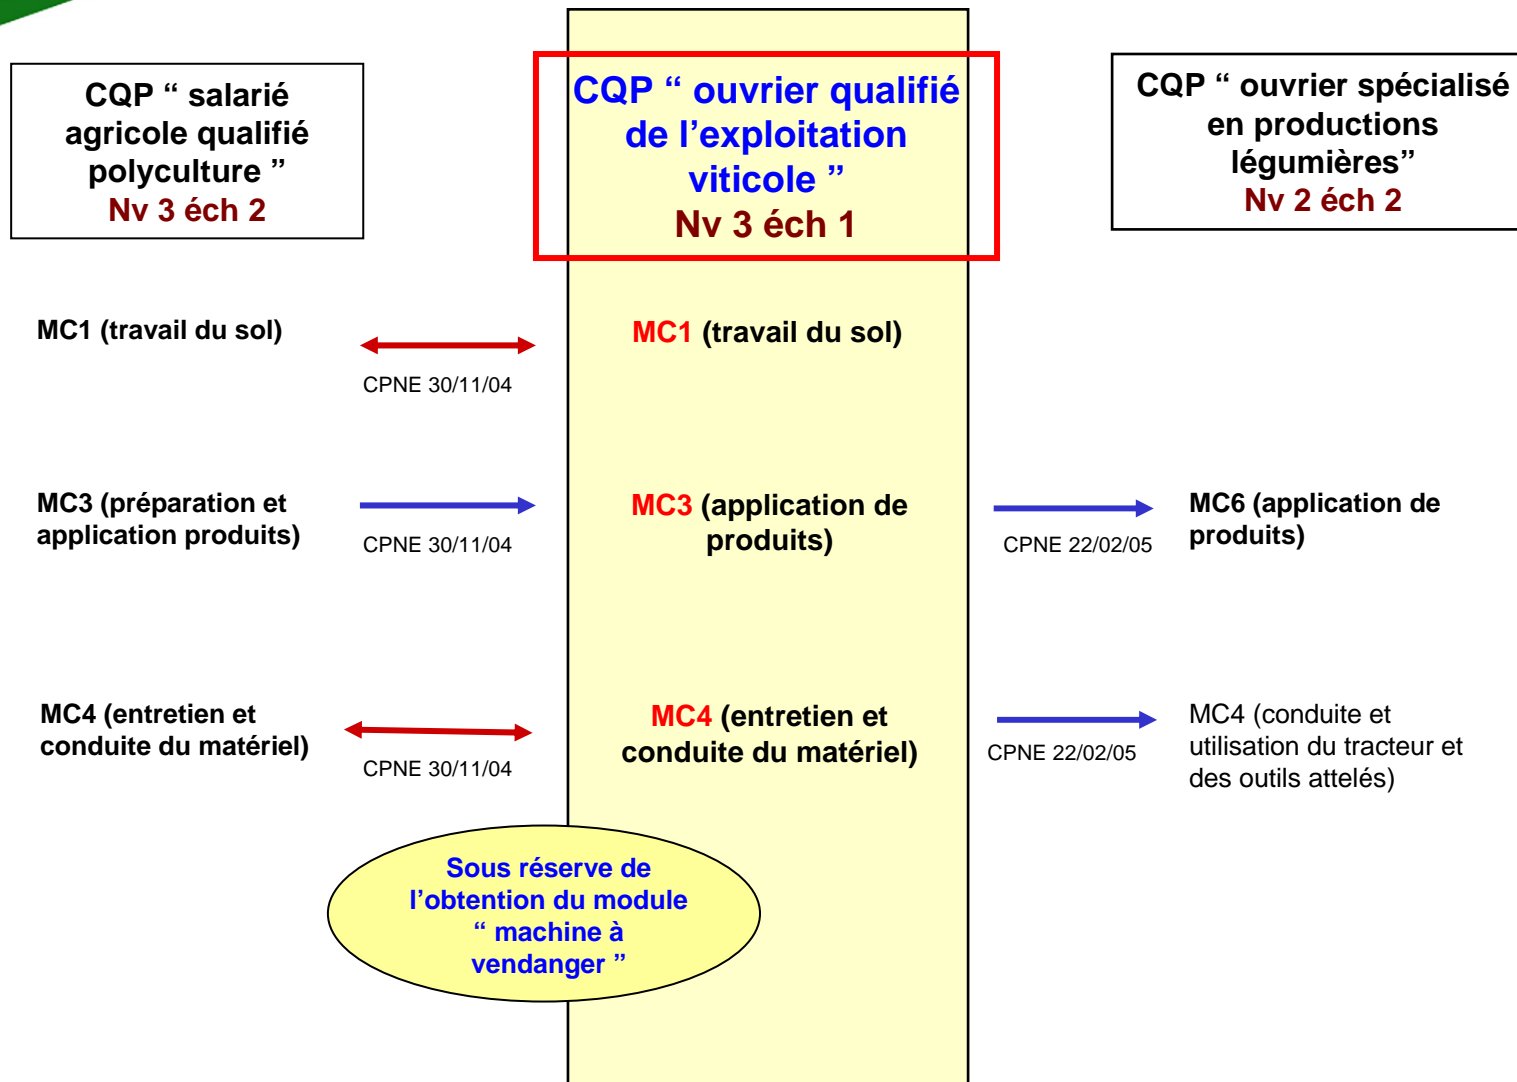 CQP “ salarié
agricole qualifié
polyculture ”
Nv 3 éch 2
CQP “ ouvrier qualifié
de l’exploitation
viticole ”
Nv 3 éch 1
CQP “ ouvrier spécialisé
en productions
légumières”
Nv 2 éch 2
MC1 (travail du sol)
CPNE 30/11/04
MC1 (travail du sol)
MC3 (préparation et
application produits)
CPNE 30/11/04
MC3 (application de
produits)
CPNE 22/02/05
MC6 (application de
produits)
MC4 (entretien et
conduite du matériel)
CPNE 30/11/04
MC4 (entretien et
conduite du matériel)
CPNE 22/02/05
MC4 (conduite et
utilisation du tracteur et
des outils attelés)
Sous réserve de
l’obtention du module
“ machine à
vendanger ”